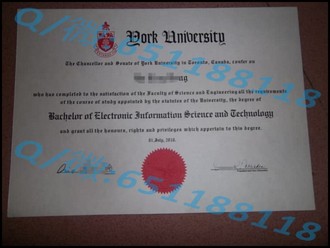 York University
The Chancellor and Senate of York University in Toronto, Canada, confer on
who has completed to the satisfaction of the Faculty of Science and Engineering all the requirements
of the course of study appointed by the statutes of the University, the degree of
Bachelor of Electronic Information Science and Technology
and grant all the honours, rights and privileges which appertain to this degree.
Q/微:651188118
Q/微:651188118